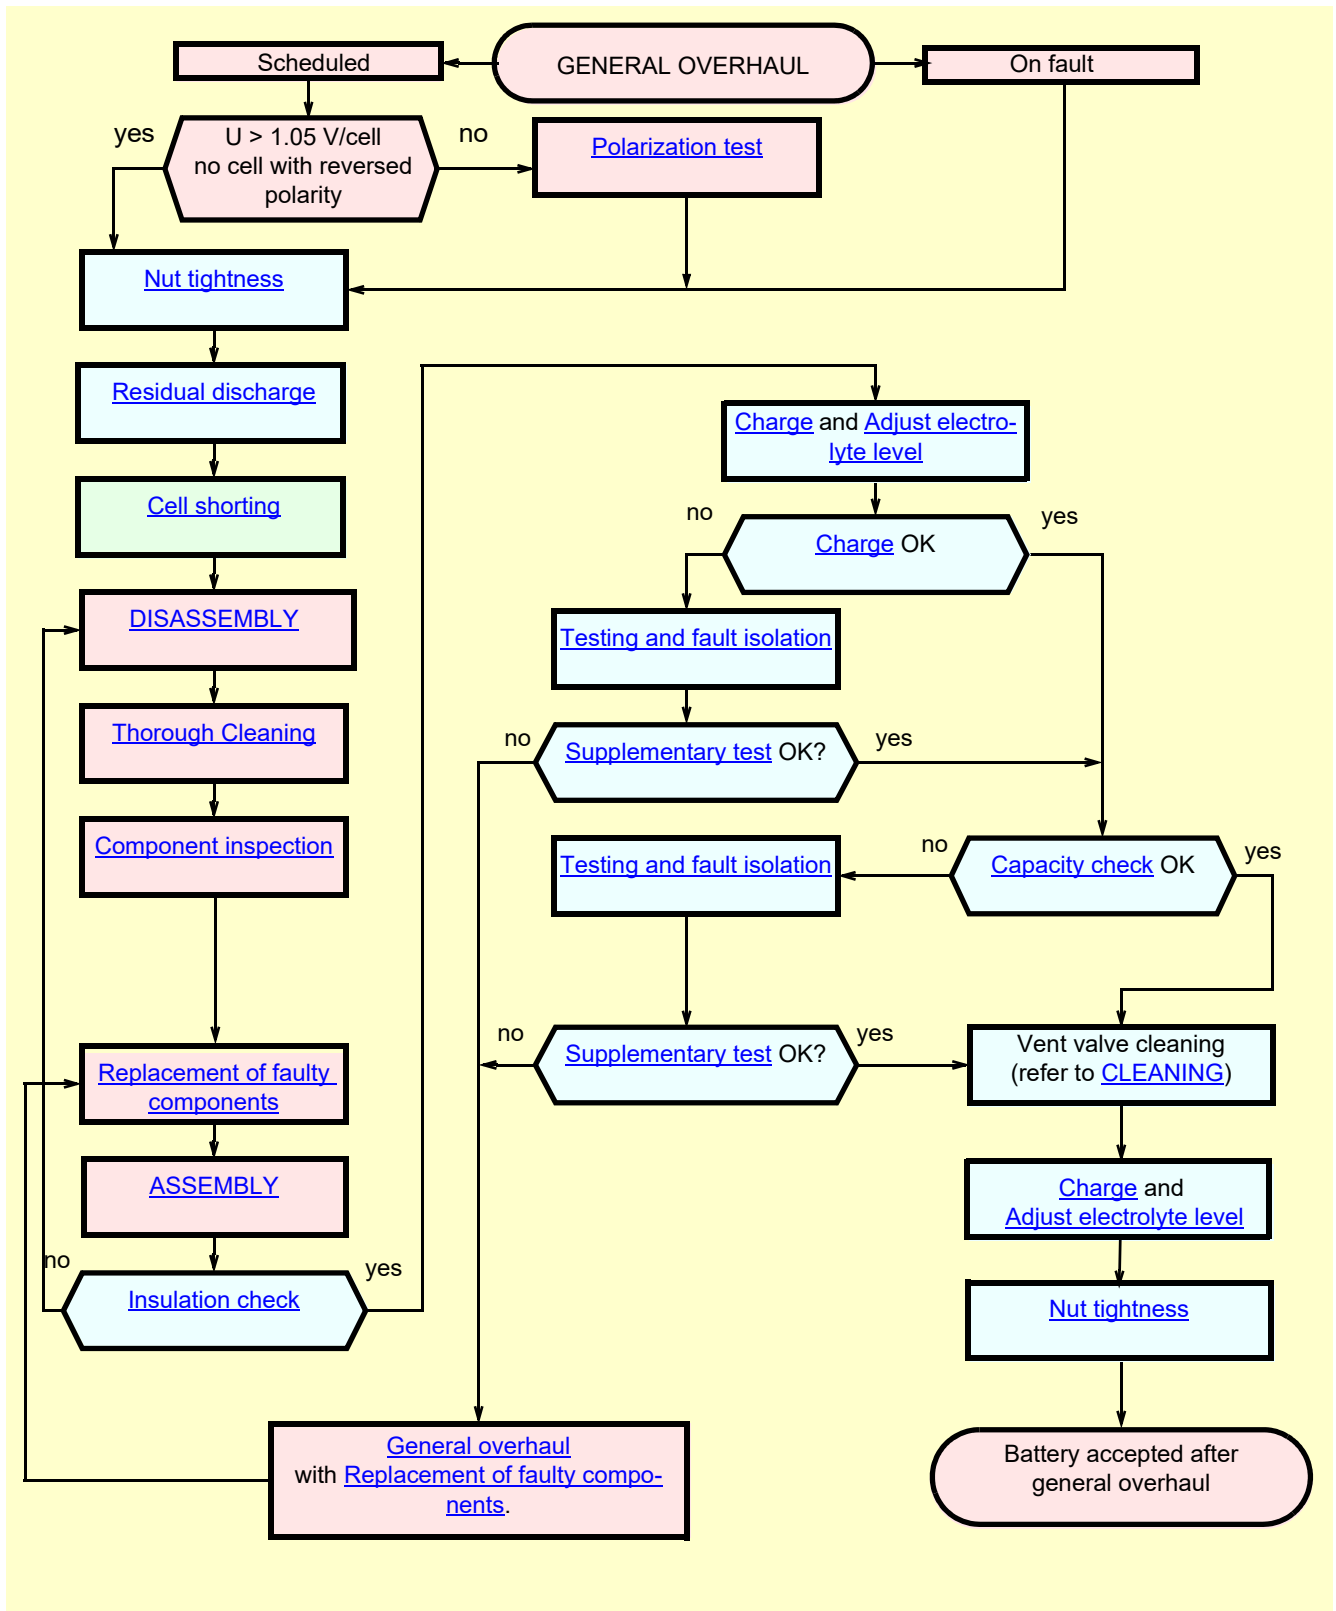 GENERAL OVERHAUL
Scheduled
On fault
yes
U > 1.05 V/cell
no cell with reversed
polarity
no
Polarization test
Nut tightness
Residual discharge
Cell shorting
DISASSEMBLY
Thorough Cleaning
Component inspection
Replacement of faulty
components
ASSEMBLY
no
Insulation check
yes
Charge and Adjust electro-
lyte level
no
Charge OK
yes
Testing and fault isolation
no
Supplementary test OK?
yes
Testing and fault isolation
no
Capacity check OK
yes
no
Supplementary test OK?
yes
Vent valve cleaning
(refer to CLEANING)
Charge and
Adjust electrolyte level
Nut tightness
General overhaul
with Replacement of faulty compo-
nents.
Battery accepted after
general overhaul